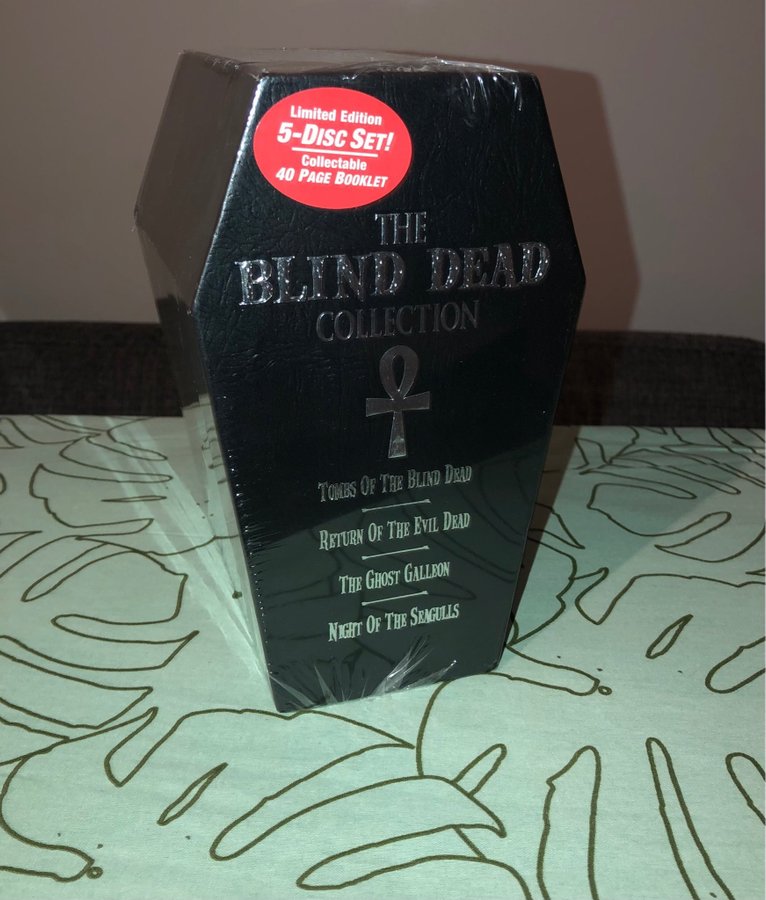 Limited Edition
5-DISC SET!
Collectable
40 PAGE BOOKLET
THE
BLIND DEAD
COLLECTION
TOMBS OF THE BLIND DEAD
RETURN OF THE EVIL DEAD
THE GHOST GALLEON
NIGHT OF THE SEAGULLS